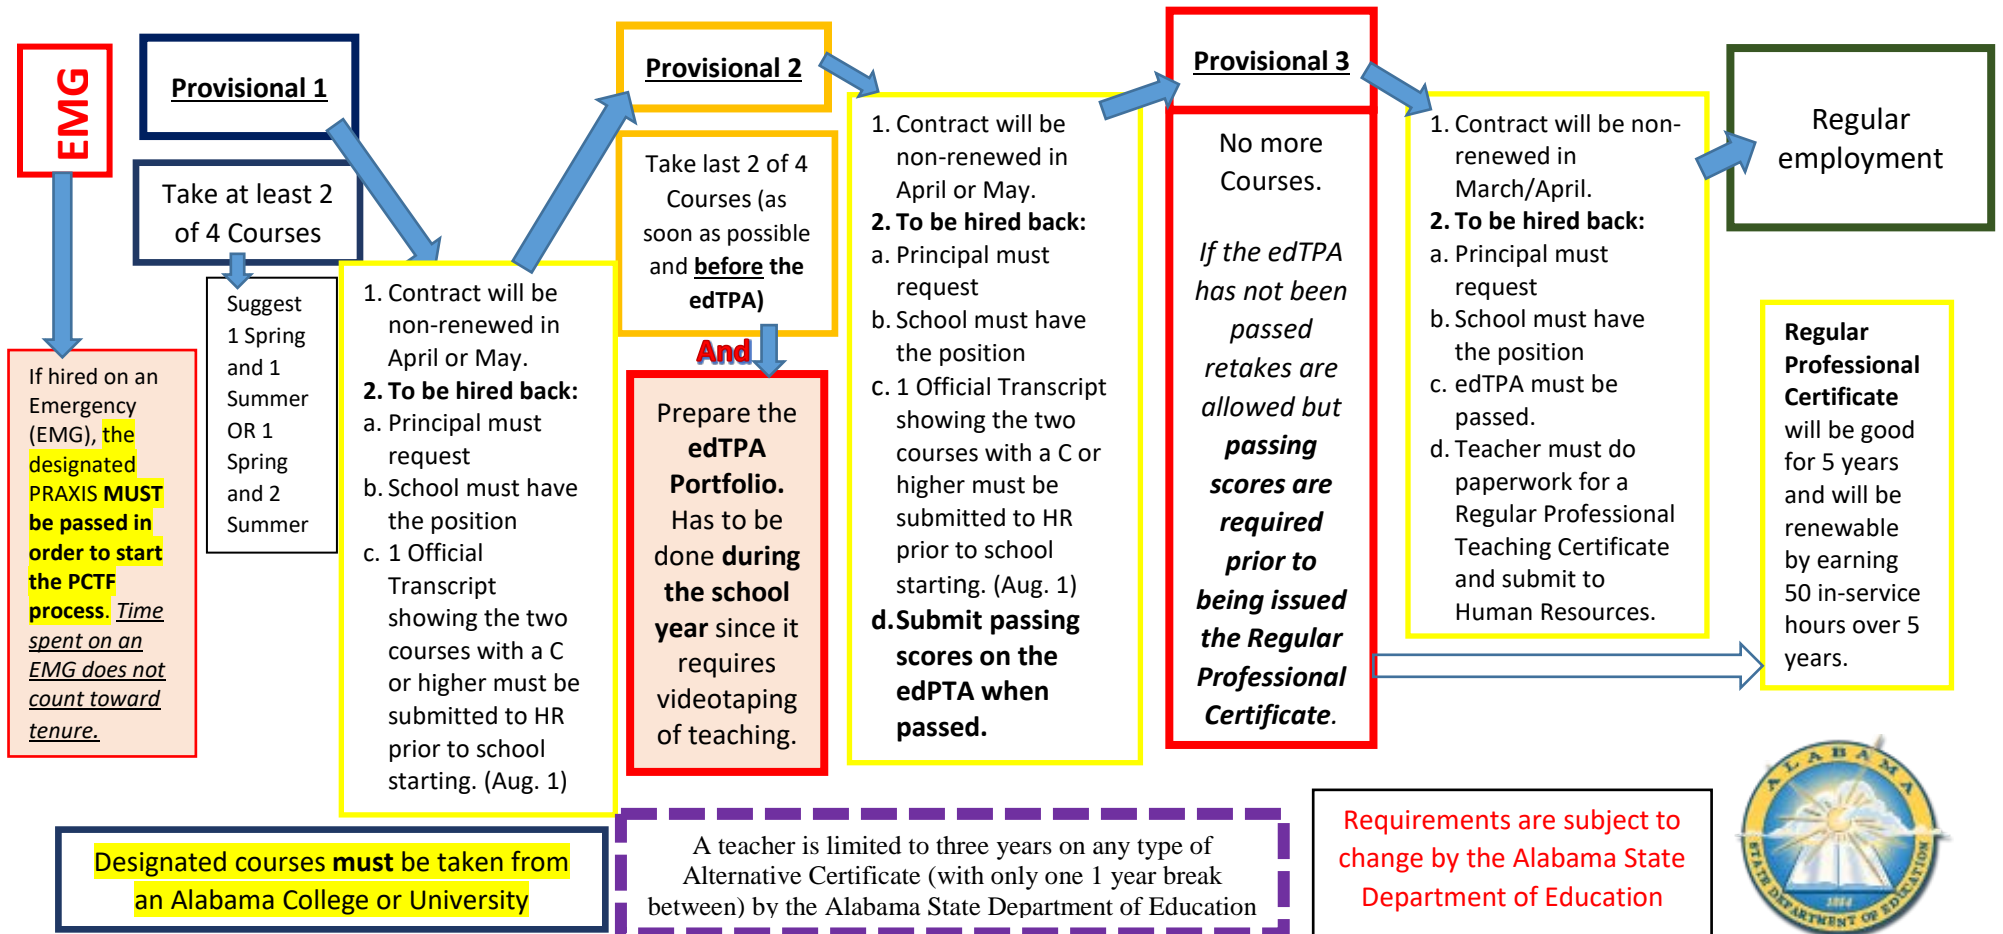 EMG
If hired on an
Emergency
(EMG), the
designated
PRAXIS MUST
be passed in
order to start
the PCTF
process. Time
spent on an
EMG does not
count toward
tenure.
Provisional 1
Take at least 2
of 4 Courses
Suggest
1 Spring
and 1
Summer
OR 1
Spring
and 2
Summer
1. Contract will be
non-renewed in
April or May.
2. To be hired back:
a. Principal must
request
b. School must have
the position
c. 1 Official
Transcript
showing the two
courses with a C
or higher must be
submitted to HR
prior to school
starting. (Aug. 1)
Provisional 2
Take last 2 of 4
Courses (as
soon as possible
and before the
edTPA)
And
Prepare the
edTPA
Portfolio.
Has to be
done during
the school
year since it
requires
videotaping
of teaching.
1. Contract will be
non-renewed in
April or May.
2. To be hired back:
a. Principal must
request
b. School must have
the position
c. 1 Official Transcript
showing the two
courses with a C or
higher must be
submitted to HR
prior to school
starting. (Aug. 1)
d. Submit passing
scores on the
edPTA when
passed.
Provisional 3
No more
Courses.
If the edTPA
has not been
passed
retakes are
allowed but
passing
scores are
required
prior to
being issued
the Regular
Professional
Certificate.
1. Contract will be non-
renewed in
March/April.
2. To be hired back:
a. Principal must
request
b. School must have
the position
c. edTPA must be
passed.
d. Teacher must do
paperwork for a
Regular Professional
Teaching Certificate
and submit to
Human Resources.
Regular
employment
Regular
Professional
Certificate
will be good
for 5 years
and will be
renewable
by earning
50 in-service
hours over 5
years.
Designated courses must be taken from
an Alabama College or University
A teacher is limited to three years on any type of
Alternative Certificate (with only one 1 year break
between) by the Alabama State Department of Education
Requirements are subject to
change by the Alabama State
Department of Education
ALABAMA
STATE DEPARTMENT OF EDUCATION